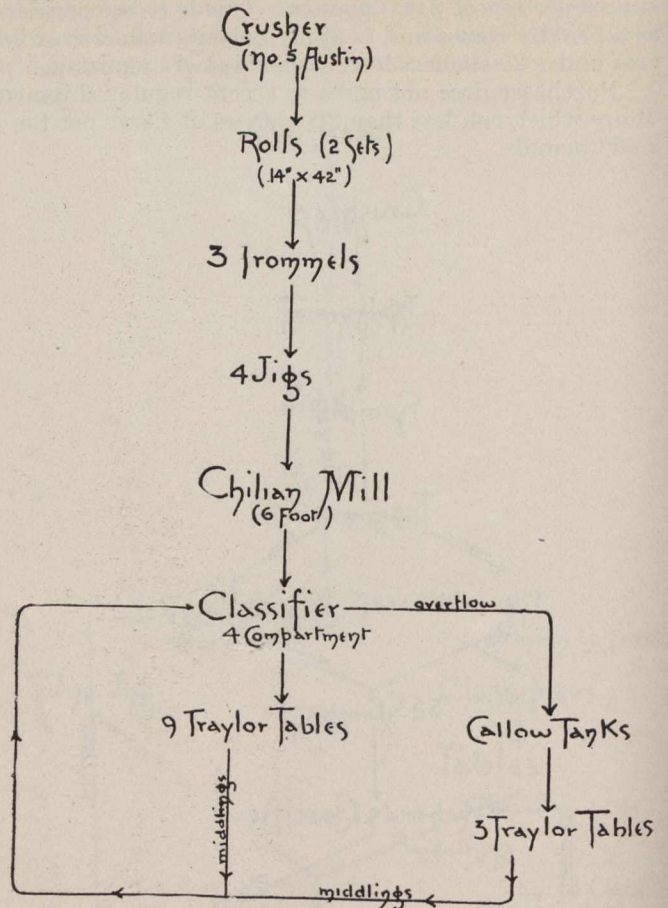 Crusher
(No. 5 Austin)
Rolls (2 Sets)
(14" x 42")
3 Trommels
4 Jigs
Chilian Mill
(6 Foot)
Classifier
4 Compartment
overflow
9 Traylor Tables
Callow Tanks
middlings
3 Traylor Tables
middlings